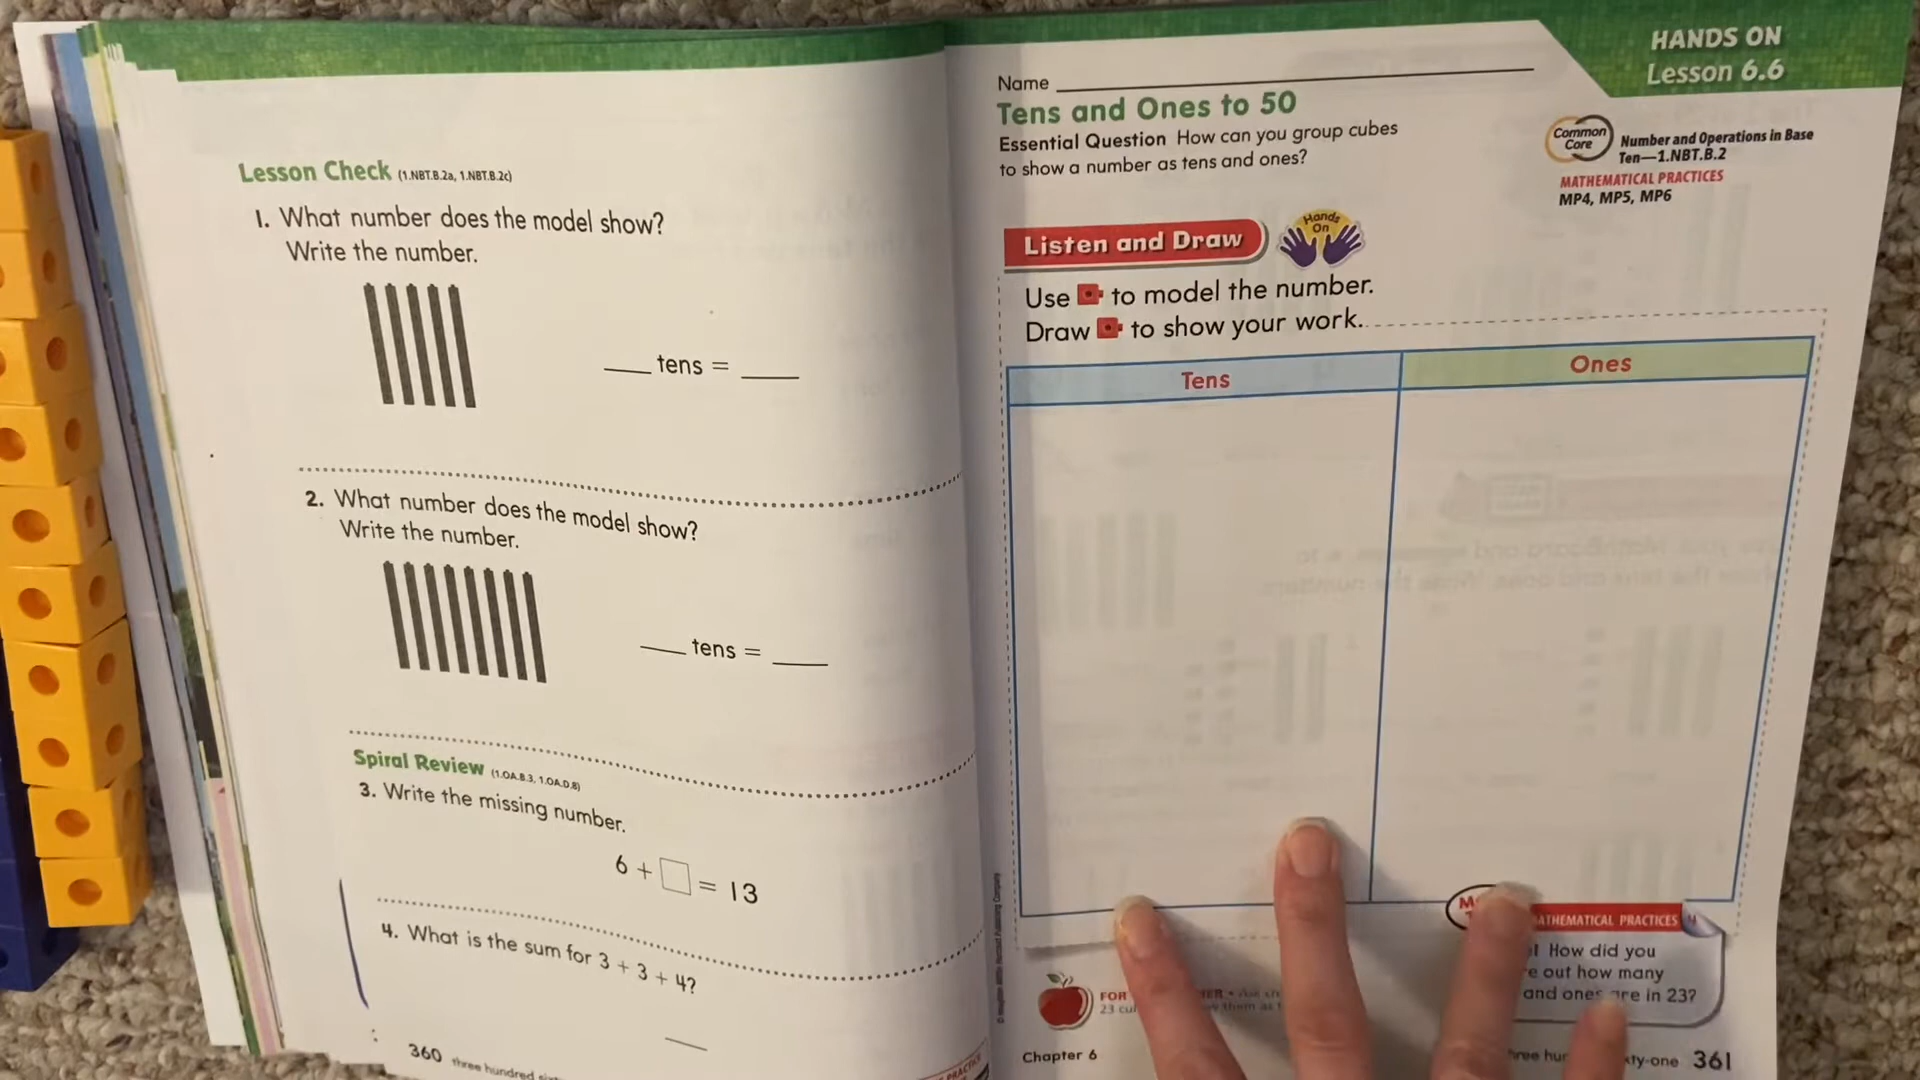 Lesson Check (1.NBT.B.2a, 1.NBT.B.2c)
1. What number does the model show?
Write the number.
___ tens = ___
2. What number does the model show?
Write the number.
___ tens = ___
Spiral Review (1.OA.B.3, 1.OA.D.8)
3. Write the missing number.
6 + □ = 13
4. What is the sum for 3 + 3 + 4?
___
360 three hundred
HANDS ON
Lesson 6.6
Name
Tens and Ones to 50
Essential Question How can you group cubes
to show a number as tens and ones?
Common
Core
Number and Operations in Base
Ten—1.NBT.B.2
MATHEMATICAL PRACTICES
MP4, MP5, MP6
Listen and Draw
Hands
On
Use to model the number.
Draw to show your work.
Tens
Ones
MATHEMATICAL PRACTICES
How did you
out how many
and ones are in 23?
FOR
23
Chapter 6
361